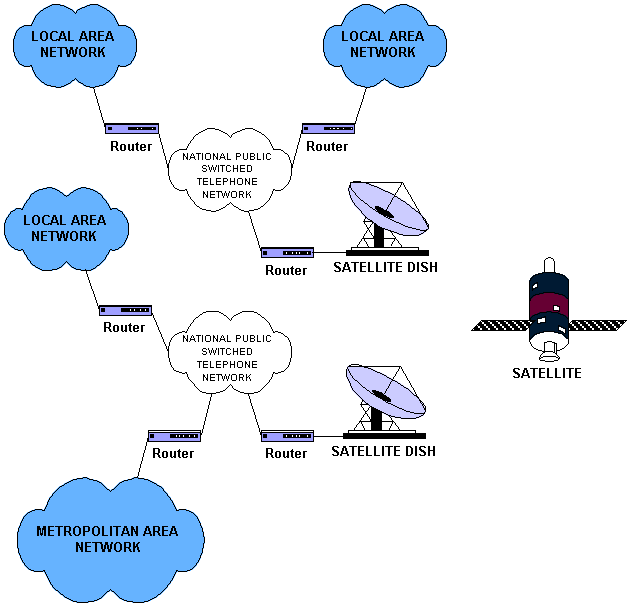 LOCAL AREA
NETWORK
LOCAL AREA
NETWORK
Router
Router
NATIONAL PUBLIC
SWITCHED
TELEPHONE
NETWORK
LOCAL AREA
NETWORK
Router
SATELLITE DISH
Router
NATIONAL PUBLIC
SWITCHED
TELEPHONE
NETWORK
SATELLITE
Router
Router
SATELLITE DISH
METROPOLITAN AREA
NETWORK